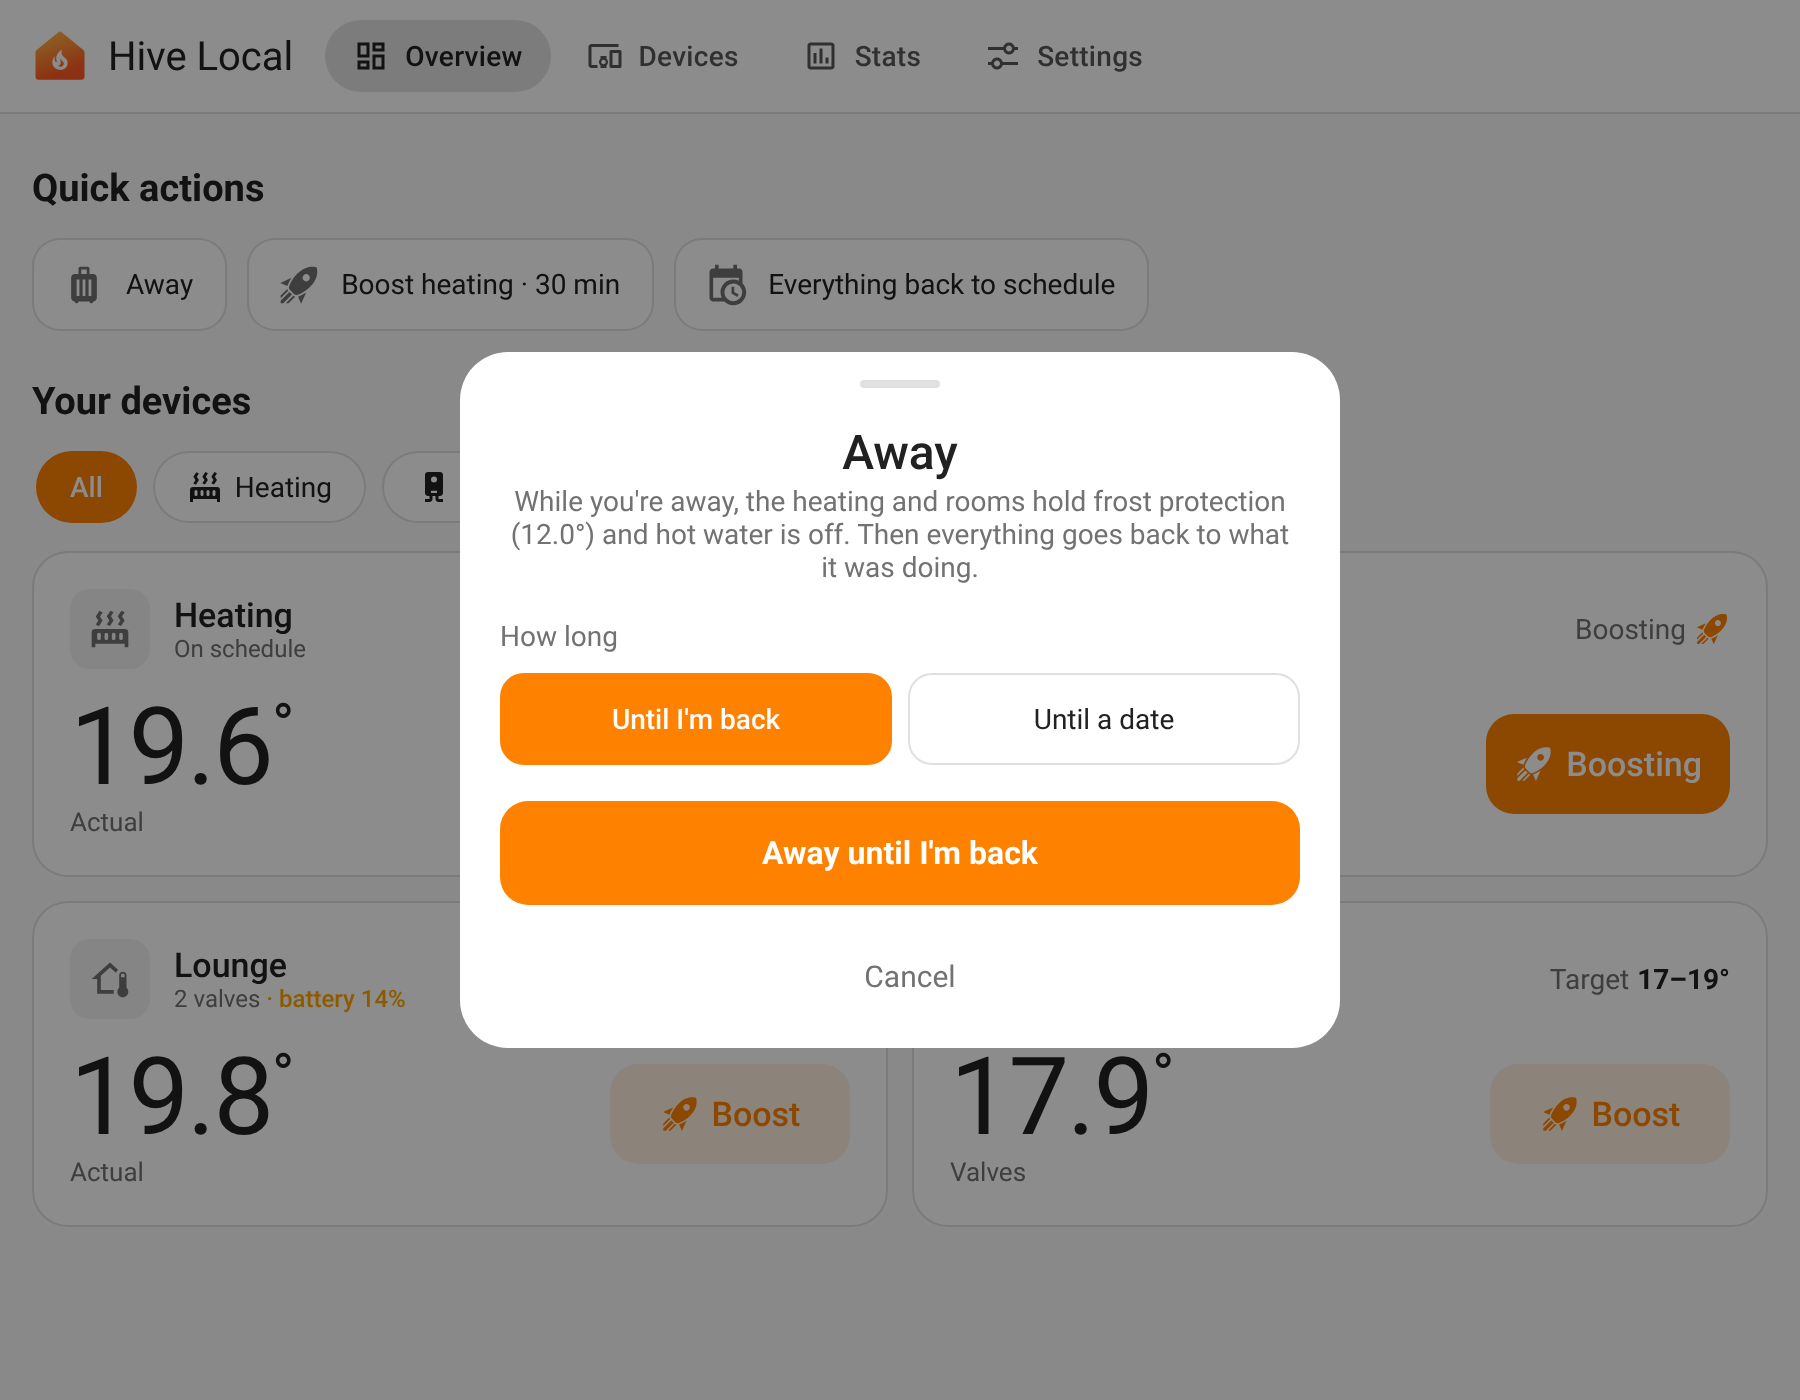 Hive Local
Overview
Devices
Stats
Settings
Quick actions
Away
Boost heating · 30 min
Everything back to schedule
Your devices
All
Heating
Away
While you're away, the heating and rooms hold frost protection
(12.0°) and hot water is off. Then everything goes back to what
it was doing.
How long
Until I'm back
Until a date
Away until I'm back
Cancel
Heating
On schedule
19.6°
Actual
Boosting
Boosting
Lounge
2 valves · battery 14%
19.8°
Actual
Boost
Target 17–19°
17.9°
Valves
Boost